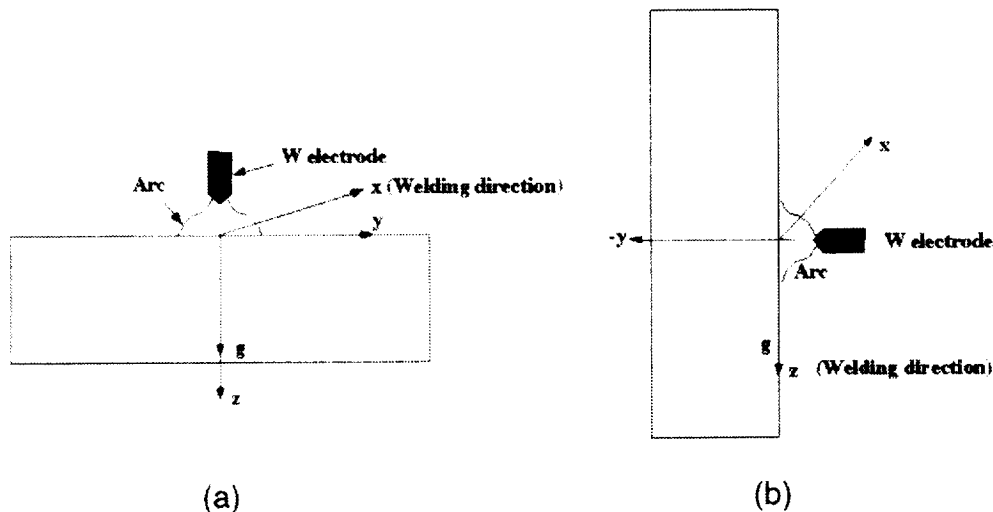 W electrode
Arc
x (Welding direction)
y
g
z
(a)
x
-y
W electrode
Arc
g
z (Welding direction)
(b)